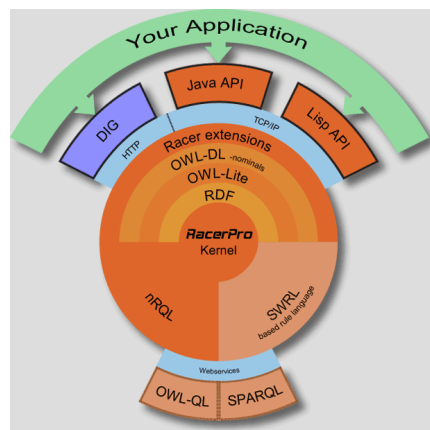 Your Application
Java API
DIG
Lisp API
HTTP
TCP/IP
Racer extensions
OWL-DL -nominals
OWL-Lite
RDF
RacerPro
Kernel
nRQL
SWRL
based rule language
Webservices
OWL-QL
SPARQL